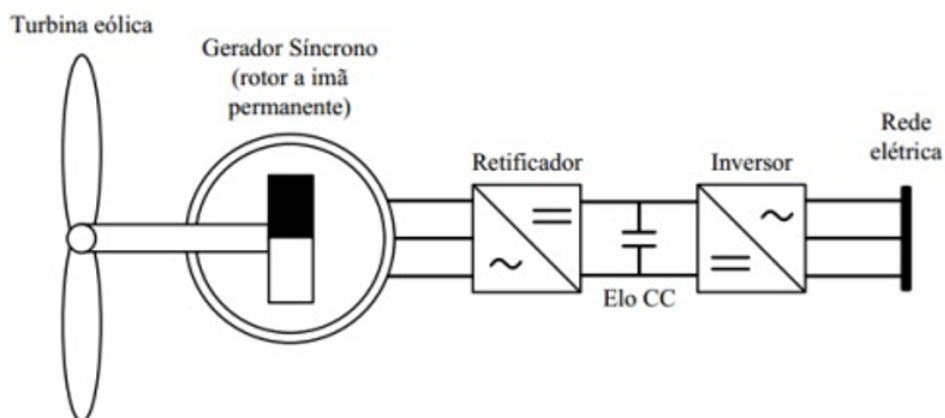 Turbina eólica
Gerador Síncrono
(rotor a imã
permanente)
Retificador
Inversor
Rede
elétrica
Elo CC